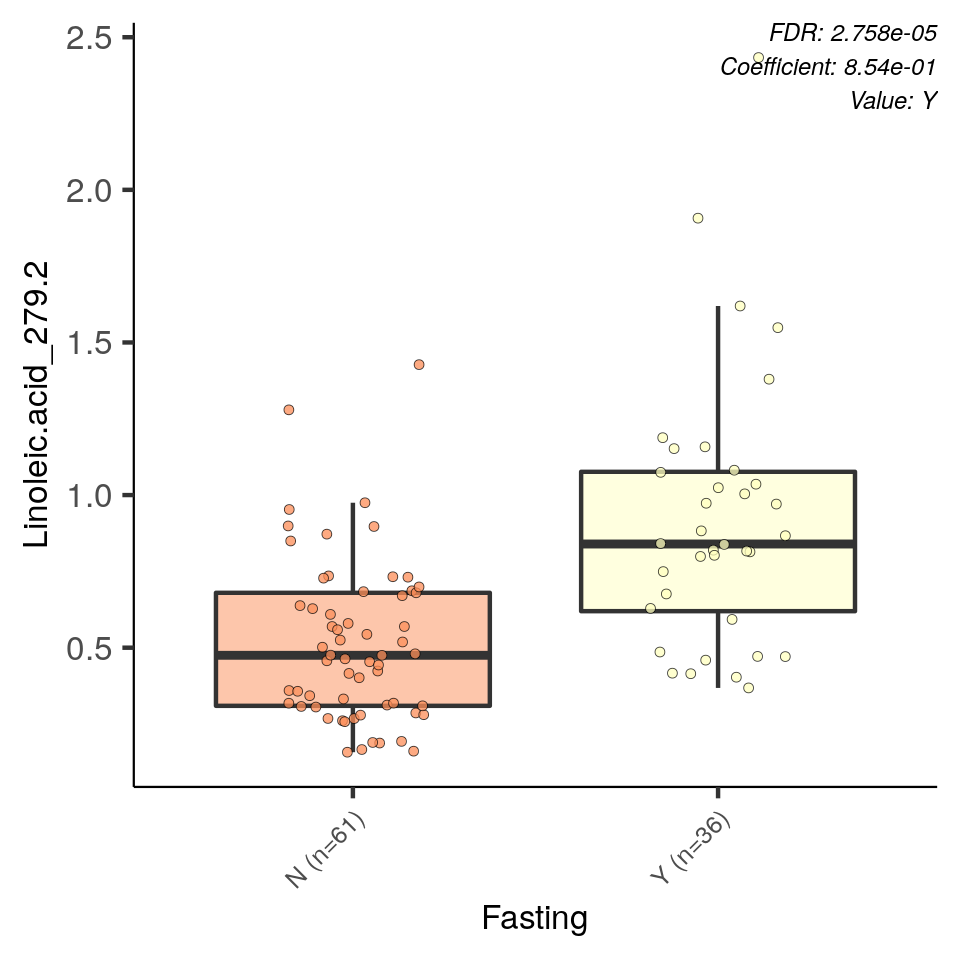 FDR: 2.758e-05
Coefficient: 8.54e-01
Value: Y
2.5
2.0
1.5
1.0
0.5
Linoleic.acid_279.2
N (n=61)
Y (n=36)
Fasting